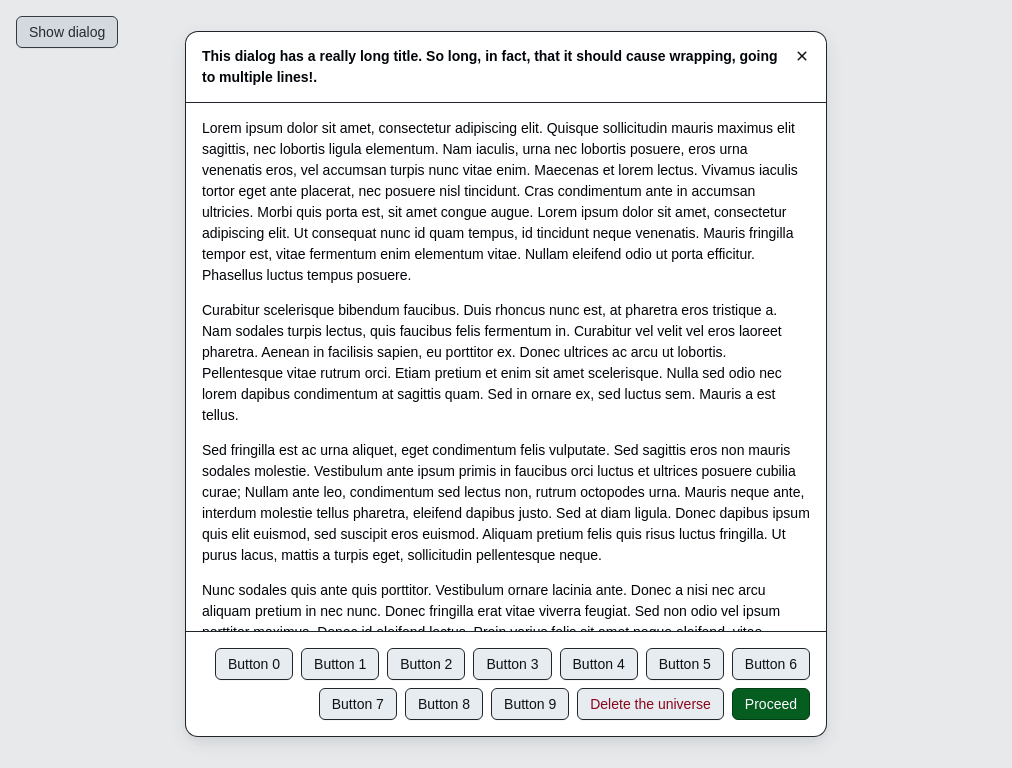 Show dialog
This dialog has a really long title. So long, in fact, that it should cause wrapping, going
to multiple lines!.
Lorem ipsum dolor sit amet, consectetur adipiscing elit. Quisque sollicitudin mauris maximus elit
sagittis, nec lobortis ligula elementum. Nam iaculis, urna nec lobortis posuere, eros urna
venenatis eros, vel accumsan turpis nunc vitae enim. Maecenas et lorem lectus. Vivamus iaculis
tortor eget ante placerat, nec posuere nisl tincidunt. Cras condimentum ante in accumsan
ultricies. Morbi quis porta est, sit amet congue augue. Lorem ipsum dolor sit amet, consectetur
adipiscing elit. Ut consequat nunc id quam tempus, id tincidunt neque venenatis. Mauris fringilla
tempor est, vitae fermentum enim elementum vitae. Nullam eleifend odio ut porta efficitur.
Phasellus luctus tempus posuere.
Curabitur scelerisque bibendum faucibus. Duis rhoncus nunc est, at pharetra eros tristique a.
Nam sodales turpis lectus, quis faucibus felis fermentum in. Curabitur vel velit vel eros laoreet
pharetra. Aenean in facilisis sapien, eu porttitor ex. Donec ultrices ac arcu ut lobortis.
Pellentesque vitae rutrum orci. Etiam pretium et enim sit amet scelerisque. Nulla sed odio nec
lorem dapibus condimentum at sagittis quam. Sed in ornare ex, sed luctus sem. Mauris a est
tellus.
Sed fringilla est ac urna aliquet, eget condimentum felis vulputate. Sed sagittis eros non mauris
sodales molestie. Vestibulum ante ipsum primis in faucibus orci luctus et ultrices posuere cubilia
curae; Nullam ante leo, condimentum sed lectus non, rutrum octopodes urna. Mauris neque ante,
interdum molestie tellus pharetra, eleifend dapibus justo. Sed at diam ligula. Donec dapibus ipsum
quis elit euismod, sed suscipit eros euismod. Aliquam pretium felis quis risus luctus fringilla. Ut
purus lacus, mattis a turpis eget, sollicitudin pellentesque neque.
Nunc sodales quis ante quis porttitor. Vestibulum ornare lacinia ante. Donec a nisi nec arcu
aliquam pretium in nec nunc. Donec fringilla erat vitae viverra feugiat. Sed non odio vel ipsum
porttitor maximus. Donec id eleifend lectus. Proin varius felis sit amet neque eleifend, vitae
Button 0
Button 1
Button 2
Button 3
Button 4
Button 5
Button 6
Button 7
Button 8
Button 9
Delete the universe
Proceed